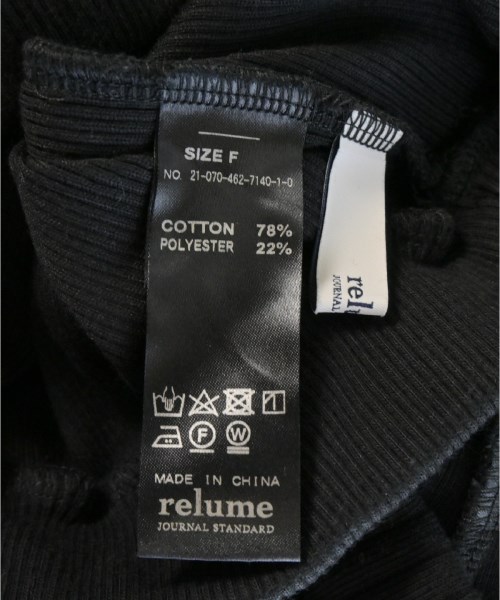 SIZE F
NO. 21-070-462-7140-1-0
COTTON 78%
POLYESTER 22%
F W
MADE IN CHINA
relume
JOURNAL STANDARD
rel
JOURNAL